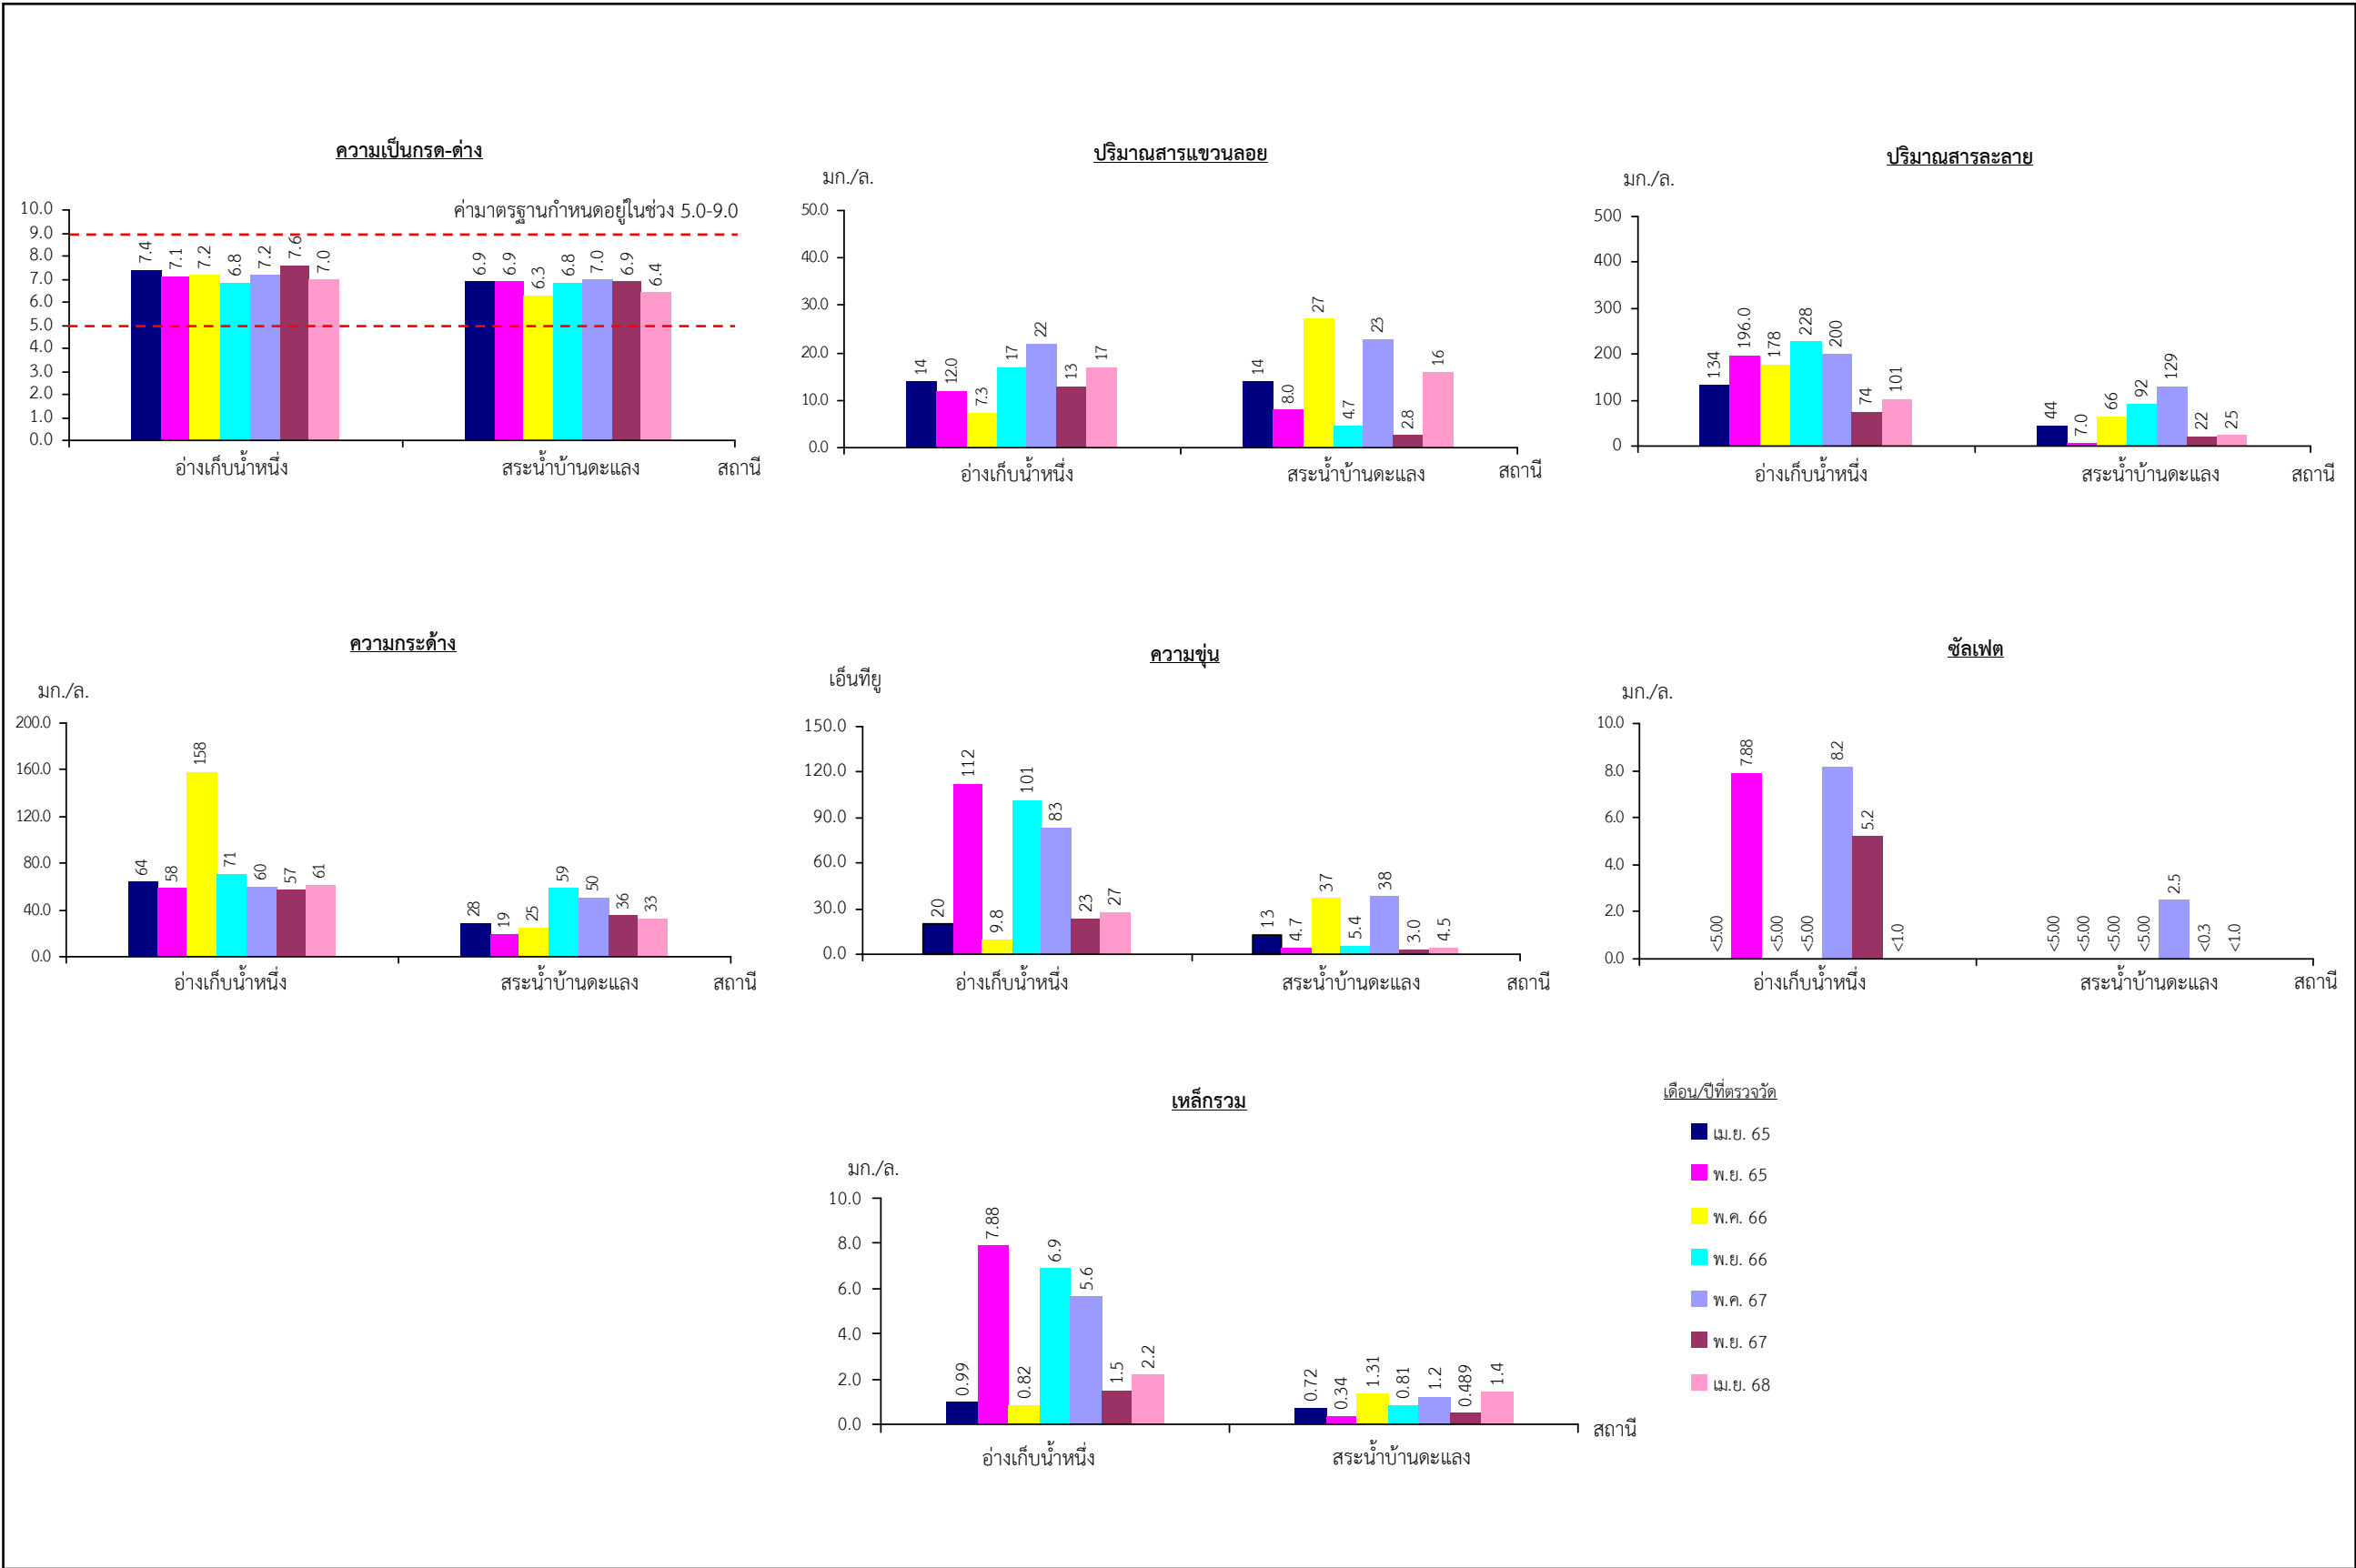 ความเป็นกรด-ด่าง
ค่ามาตรฐานกำหนดอยู่ในช่วง 5.0-9.0
10.0
9.0
8.0
7.0
6.0
5.0
4.0
3.0
2.0
1.0
0.0
7.4 7.1 7.2 6.8 7.2 7.6 7.0
6.9 6.9 6.3 6.8 7.0 6.9 6.4
อ่างเก็บน้ำหนึ่ง สระน้ำบ้านดะแลง สถานี
ปริมาณสารแขวนลอย
มก./ล.
50.0
40.0
30.0
20.0
10.0
0.0
14 12.0 7.3 17 22 13 17
14 8.0 27 4.7 23 2.8 16
อ่างเก็บน้ำหนึ่ง สระน้ำบ้านดะแลง สถานี
ปริมาณสารละลาย
มก./ล.
500
400
300
200
100
0
134 196.0 178 228 200 74 101
44 7.0 66 92 129 22 25
อ่างเก็บน้ำหนึ่ง สระน้ำบ้านดะแลง สถานี
ความกระด้าง
มก./ล.
200.0
160.0
120.0
80.0
40.0
0.0
64 58 158 71 60 57 61
28 19 25 59 50 36 33
อ่างเก็บน้ำหนึ่ง สระน้ำบ้านดะแลง สถานี
ความขุ่น
เอ็นทียู
150.0
120.0
90.0
60.0
30.0
0.0
20 112 9.8 101 83 23 27
13 4.7 37 5.4 38 3.0 4.5
อ่างเก็บน้ำหนึ่ง สระน้ำบ้านดะแลง สถานี
ซัลเฟต
มก./ล.
10.0
8.0
6.0
4.0
2.0
0.0
<5.00 7.88 <5.00 <5.00 8.2 5.2 <1.0
<5.00 <5.00 <5.00 <5.00 2.5 <0.3 <1.0
อ่างเก็บน้ำหนึ่ง สระน้ำบ้านดะแลง สถานี
เหล็กรวม
มก./ล.
10.0
8.0
6.0
4.0
2.0
0.0
0.99 7.88 0.82 6.9 5.6 1.5 2.2
0.72 0.34 1.31 0.81 1.2 0.489 1.4
อ่างเก็บน้ำหนึ่ง สระน้ำบ้านดะแลง สถานี
เดือน/ปีที่ตรวจวัด
เม.ย. 65
พ.ย. 65
พ.ค. 66
พ.ย. 66
พ.ค. 67
พ.ย. 67
เม.ย. 68